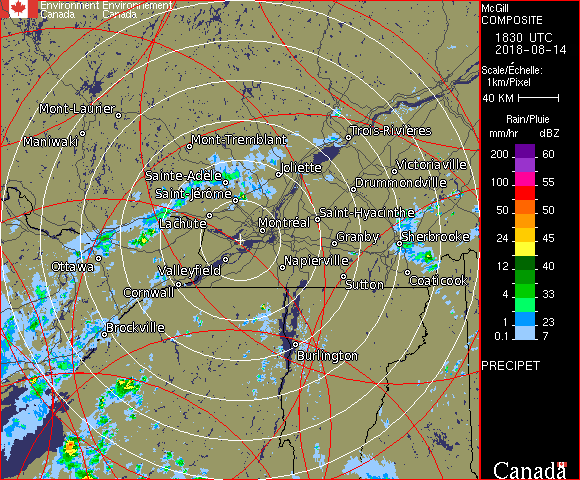 Environment Environnement
Canada Canada
McGill
COMPOSITE
1830 UTC
2018-08-14
Scale/Échelle:
1km/Pixel
40 KM
Rain/Pluie
mm/hr dBZ
200 60
100 55
50 50
24 45
12 40
4 33
1 23
0.1 7
PRECIPET
Canada
Mont-Laurier
Maniwaki
Mont-Tremblant
Trois-Rivières
Joliette
Victoriaville
Sainte-Adèle
Drummondville
Saint-Jérôme
Saint-Hyacinthe
Lachute
Montréal
Granby
Sherbrooke
Ottawa
Valleyfield
Napierville
Sutton
Coaticook
Cornwall
Brockville
Burlington